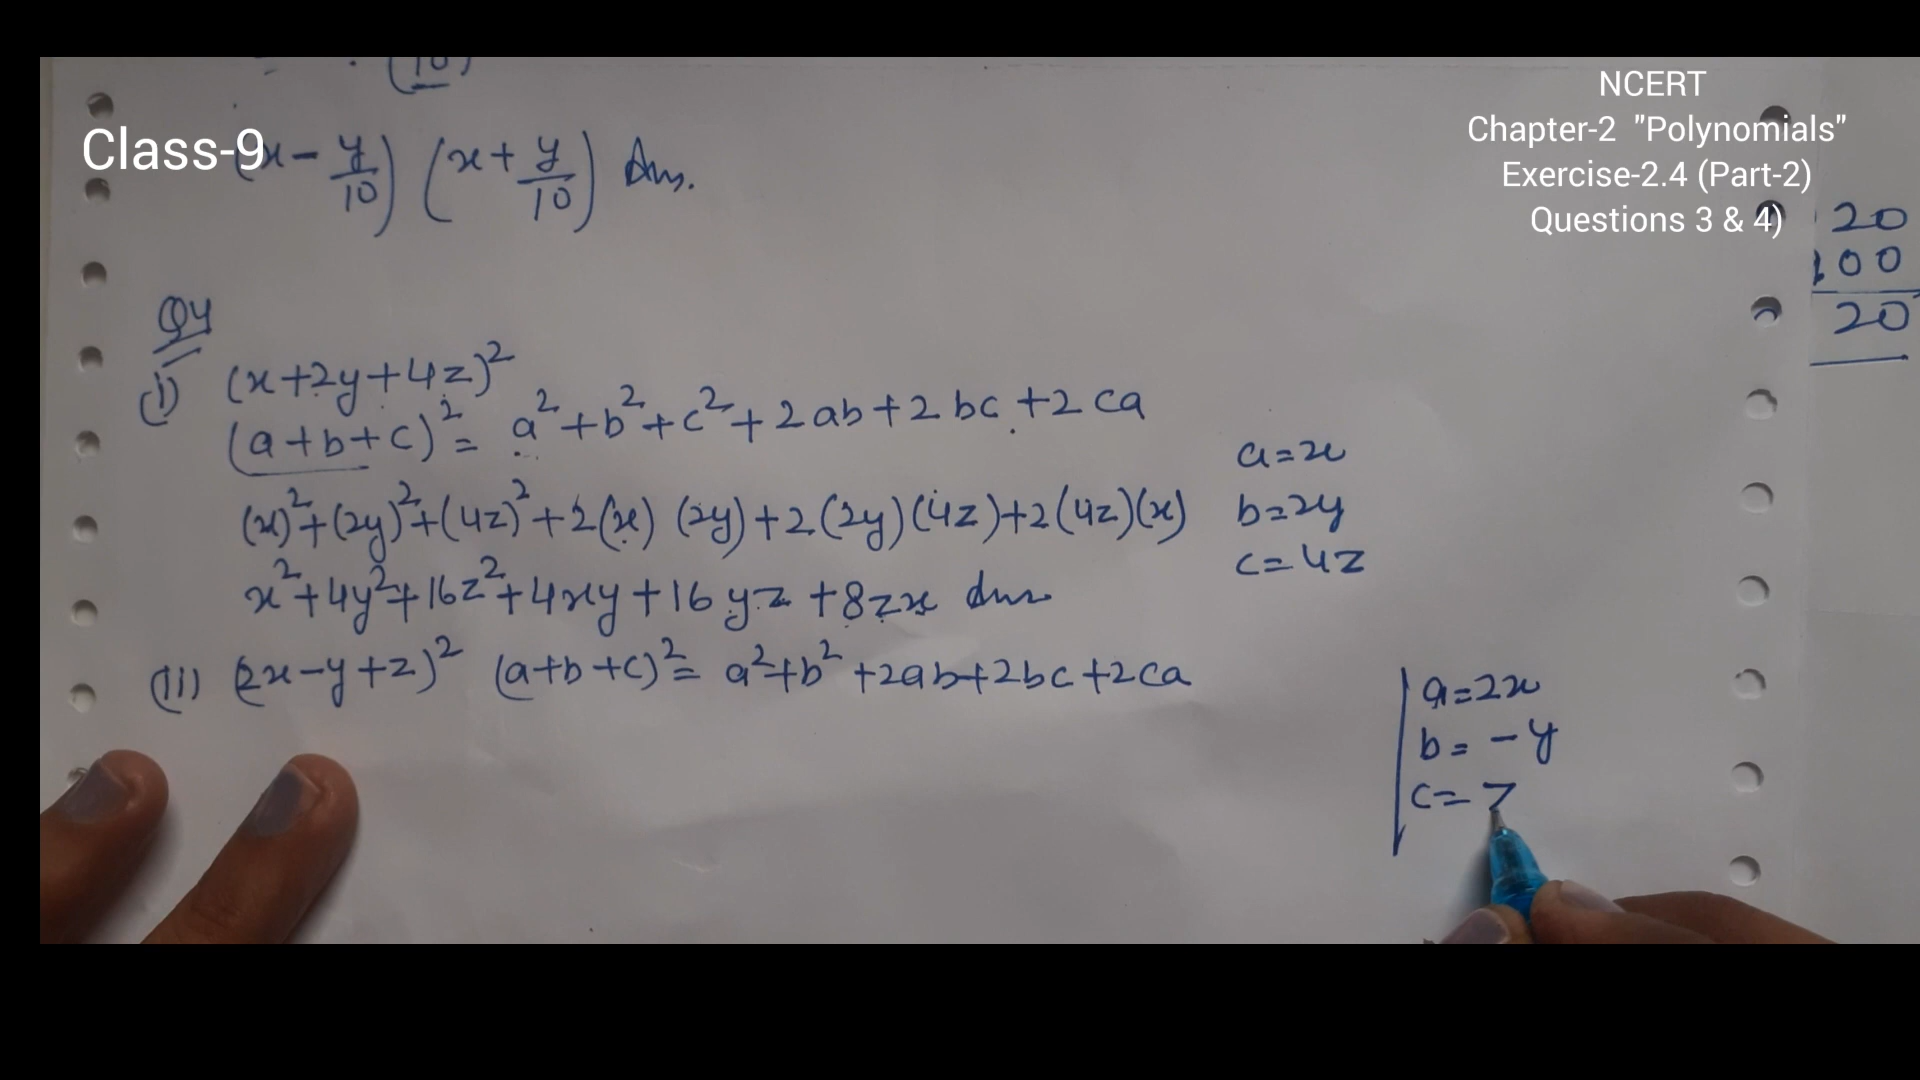 NCERT
Chapter-2 "Polynomials"
Exercise-2.4 (Part-2)
Questions 3 & 4)
Class-9
(x - y/10) (x + y/10) Ans.
20
100
20
Q4
(i) (x+2y+4z)²
(a+b+c)² = a²+b²+c²+2ab+2bc+2ca
a=x
(x)²+(2y)²+(4z)²+2(x)(2y)+2(2y)(4z)+2(4z)(x)
b=2y
c=4z
x²+4y²+16z²+4xy+16yz+8zx Ans
(ii) (2x-y+z)² (a+b+c)² = a²+b²+2ab+2bc+2ca
a=2x
b=-y
c=z